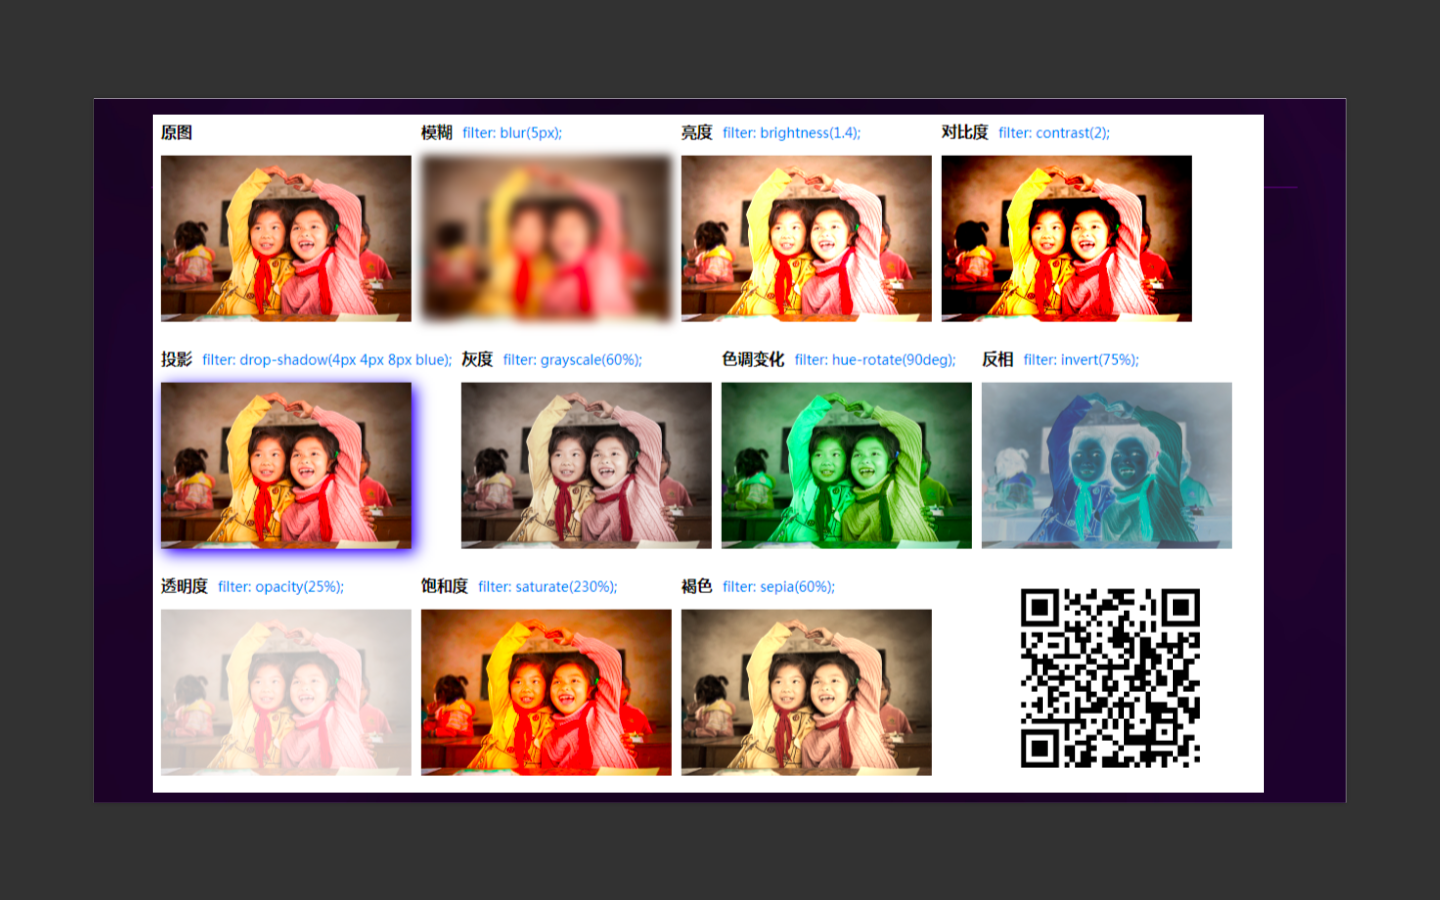 原图
模糊 filter: blur(5px);
亮度 filter: brightness(1.4);
对比度 filter: contrast(2);
投影 filter: drop-shadow(4px 4px 8px blue);
灰度 filter: grayscale(60%);
色调变化 filter: hue-rotate(90deg);
反相 filter: invert(75%);
透明度 filter: opacity(25%);
饱和度 filter: saturate(230%);
褐色 filter: sepia(60%);